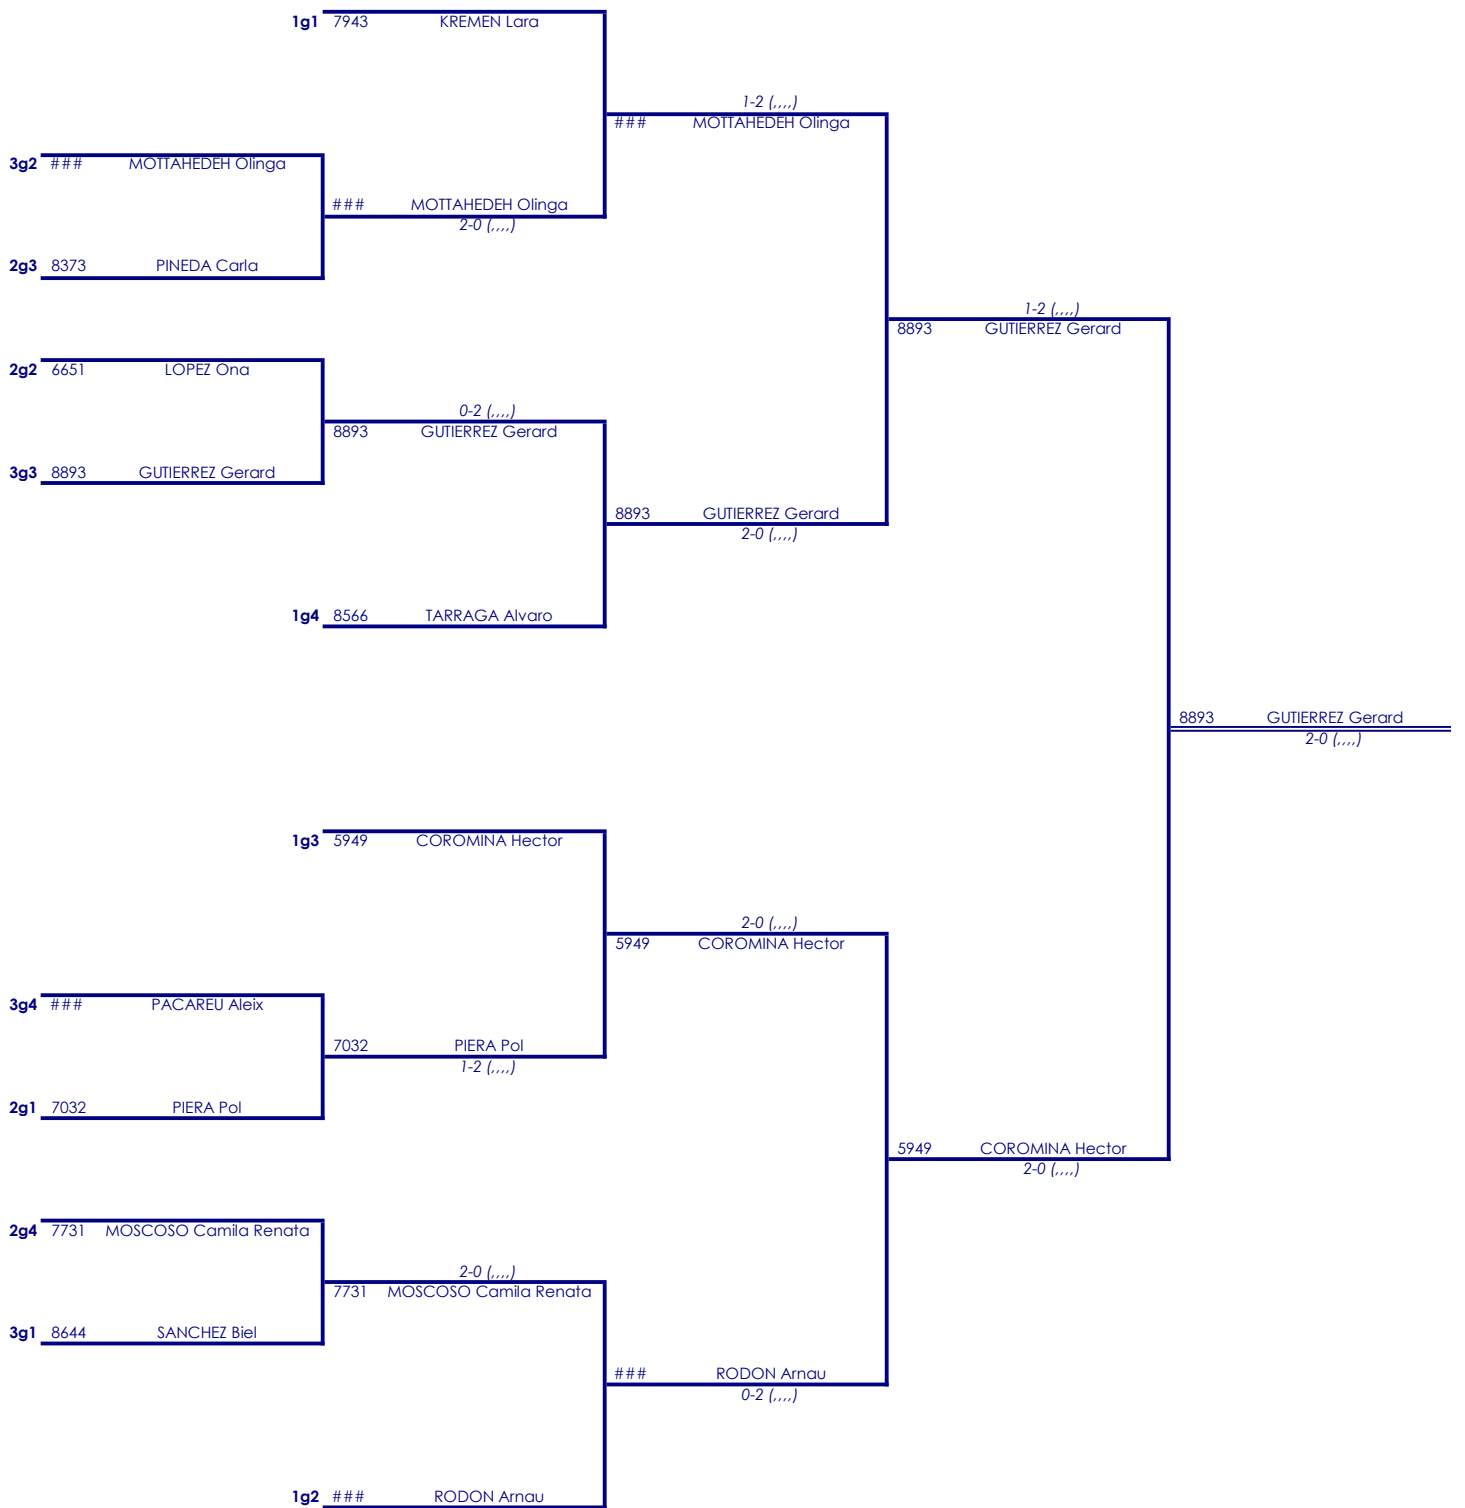 1g1 7943 KREMEN Lara
1-2 (,,,,)
### MOTTAHEDEH Olinga
3g2 ### MOTTAHEDEH Olinga
### MOTTAHEDEH Olinga
2-0 (,,,,)
2g3 8373 PINEDA Carla
1-2 (,,,,)
8893 GUTIERREZ Gerard
2g2 6651 LOPEZ Ona
0-2 (,,,,)
8893 GUTIERREZ Gerard
3g3 8893 GUTIERREZ Gerard
8893 GUTIERREZ Gerard
2-0 (,,,,)
1g4 8566 TARRAGA Alvaro
8893 GUTIERREZ Gerard
2-0 (,,,,)
1g3 5949 COROMINA Hector
2-0 (,,,,)
5949 COROMINA Hector
3g4 ### PACAREU Aleix
7032 PIERA Pol
1-2 (,,,,)
2g1 7032 PIERA Pol
5949 COROMINA Hector
2-0 (,,,,)
2g4 7731 MOSCOSO Camila Renata
2-0 (,,,,)
7731 MOSCOSO Camila Renata
3g1 8644 SANCHEZ Biel
### RODON Arnau
0-2 (,,,,)
1g2 ### RODON Arnau